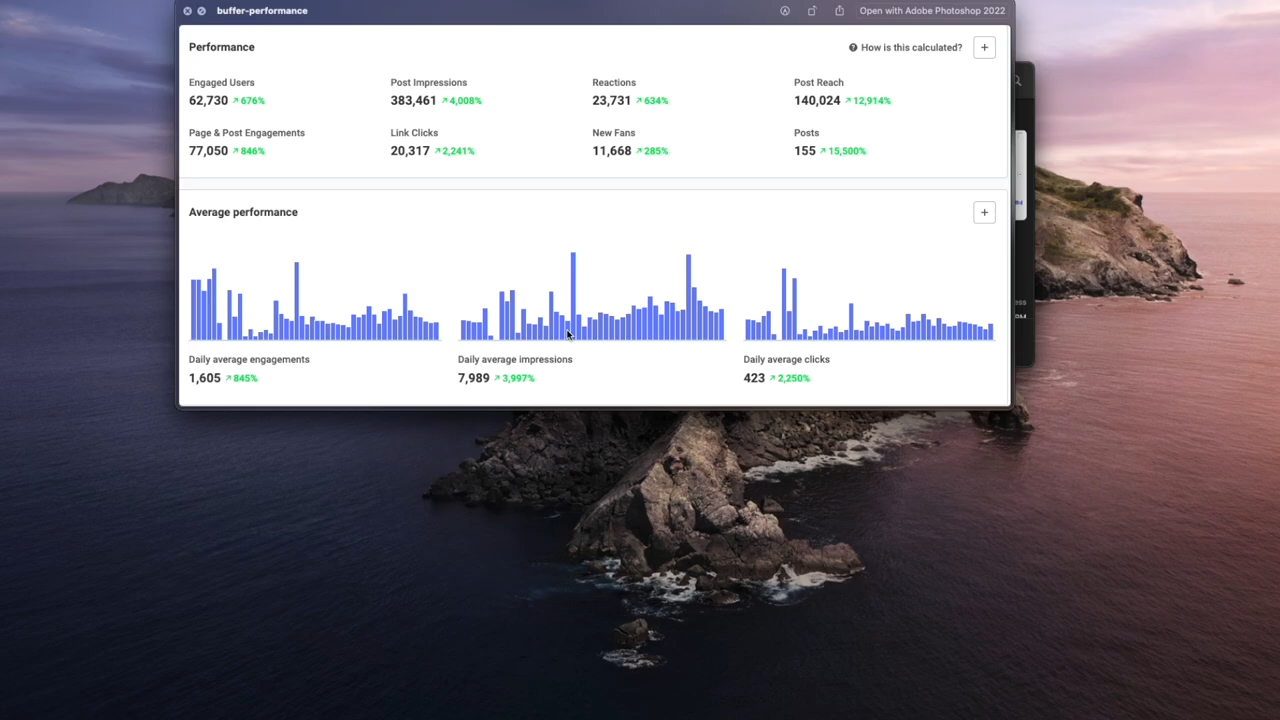 buffer-performance
Open with Adobe Photoshop 2022
Performance
How is this calculated?
Engaged Users
62,730 676%
Post Impressions
383,461 4,008%
Reactions
23,731 634%
Post Reach
140,024 12,914%
Page & Post Engagements
77,050 846%
Link Clicks
20,317 2,241%
New Fans
11,668 285%
Posts
155 15,500%
Average performance
Daily average engagements
1,605 845%
Daily average impressions
7,989 3,997%
Daily average clicks
423 2,250%